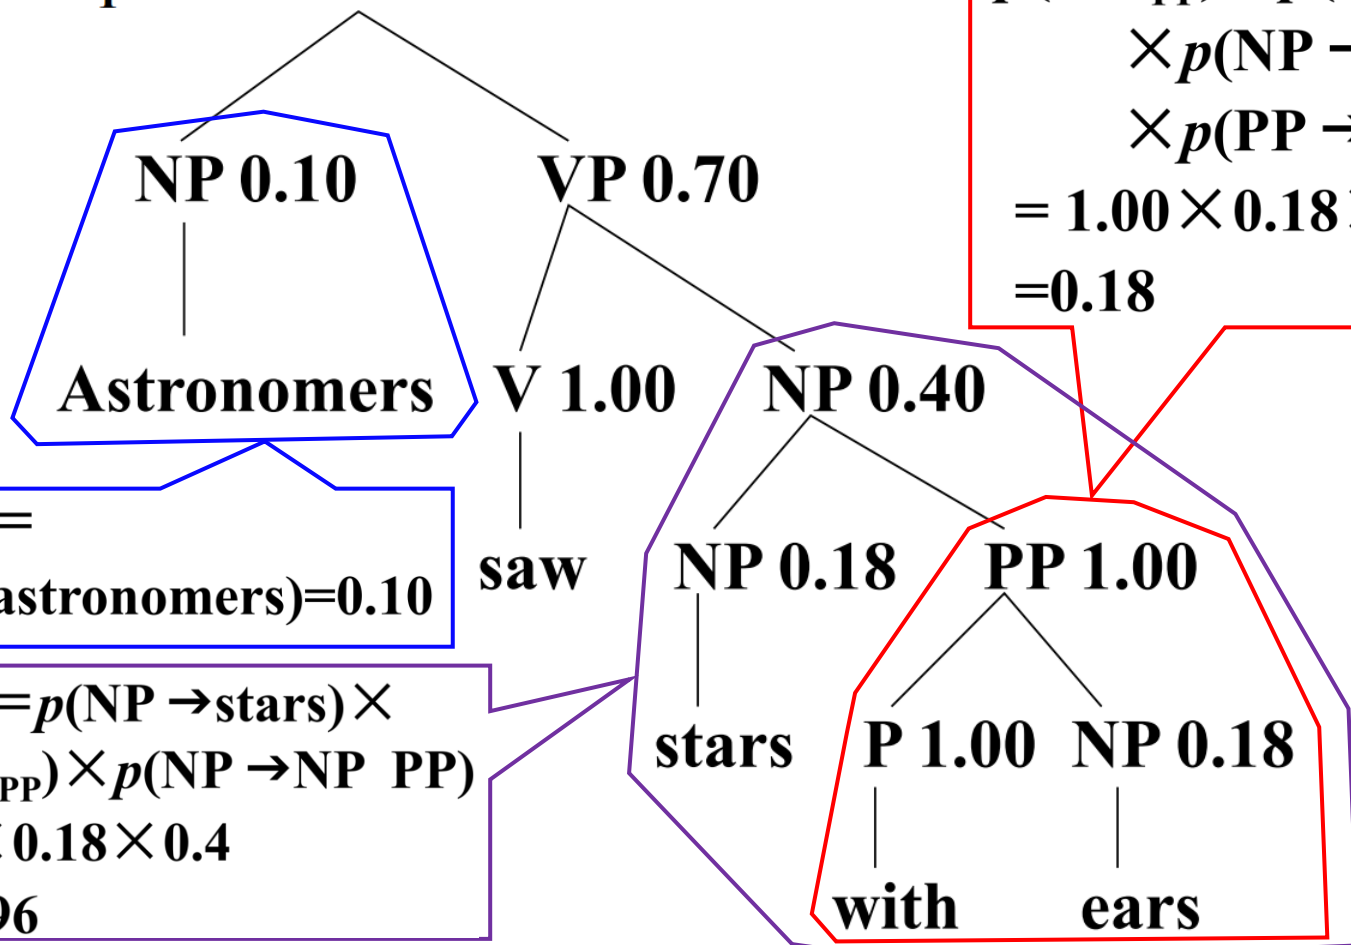 ×p(NP
×p(PP
NP 0.10
VP 0.70
= 1.00×0.18
=0.18
Astronomers
V 1.00
NP 0.40
=
astronomers)=0.10
saw
NP 0.18
PP 1.00
=p(NP →stars)×
PP)×p(NP →NP PP)
0.18×0.4
96
stars
P 1.00
NP 0.18
with
ears